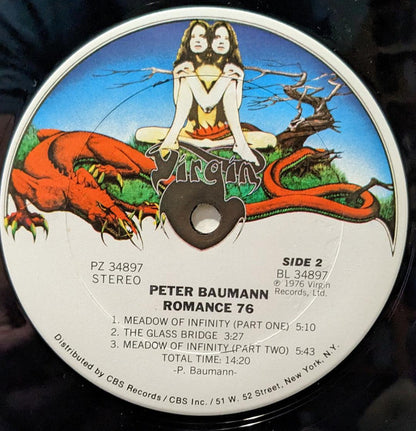 Virgin
PZ 34897
STEREO
SIDE 2
BL 34897
℗ 1976 Virgin
Records, Ltd.
PETER BAUMANN
ROMANCE 76
1. MEADOW OF INFINITY (PART ONE) 5:10
2. THE GLASS BRIDGE 3:27
3. MEADOW OF INFINITY (PART TWO) 5:43
TOTAL TIME: 14:20
-P. Baumann-
Distributed by CBS Records / CBS Inc. / 51 W. 52 Street, New York, N.Y.